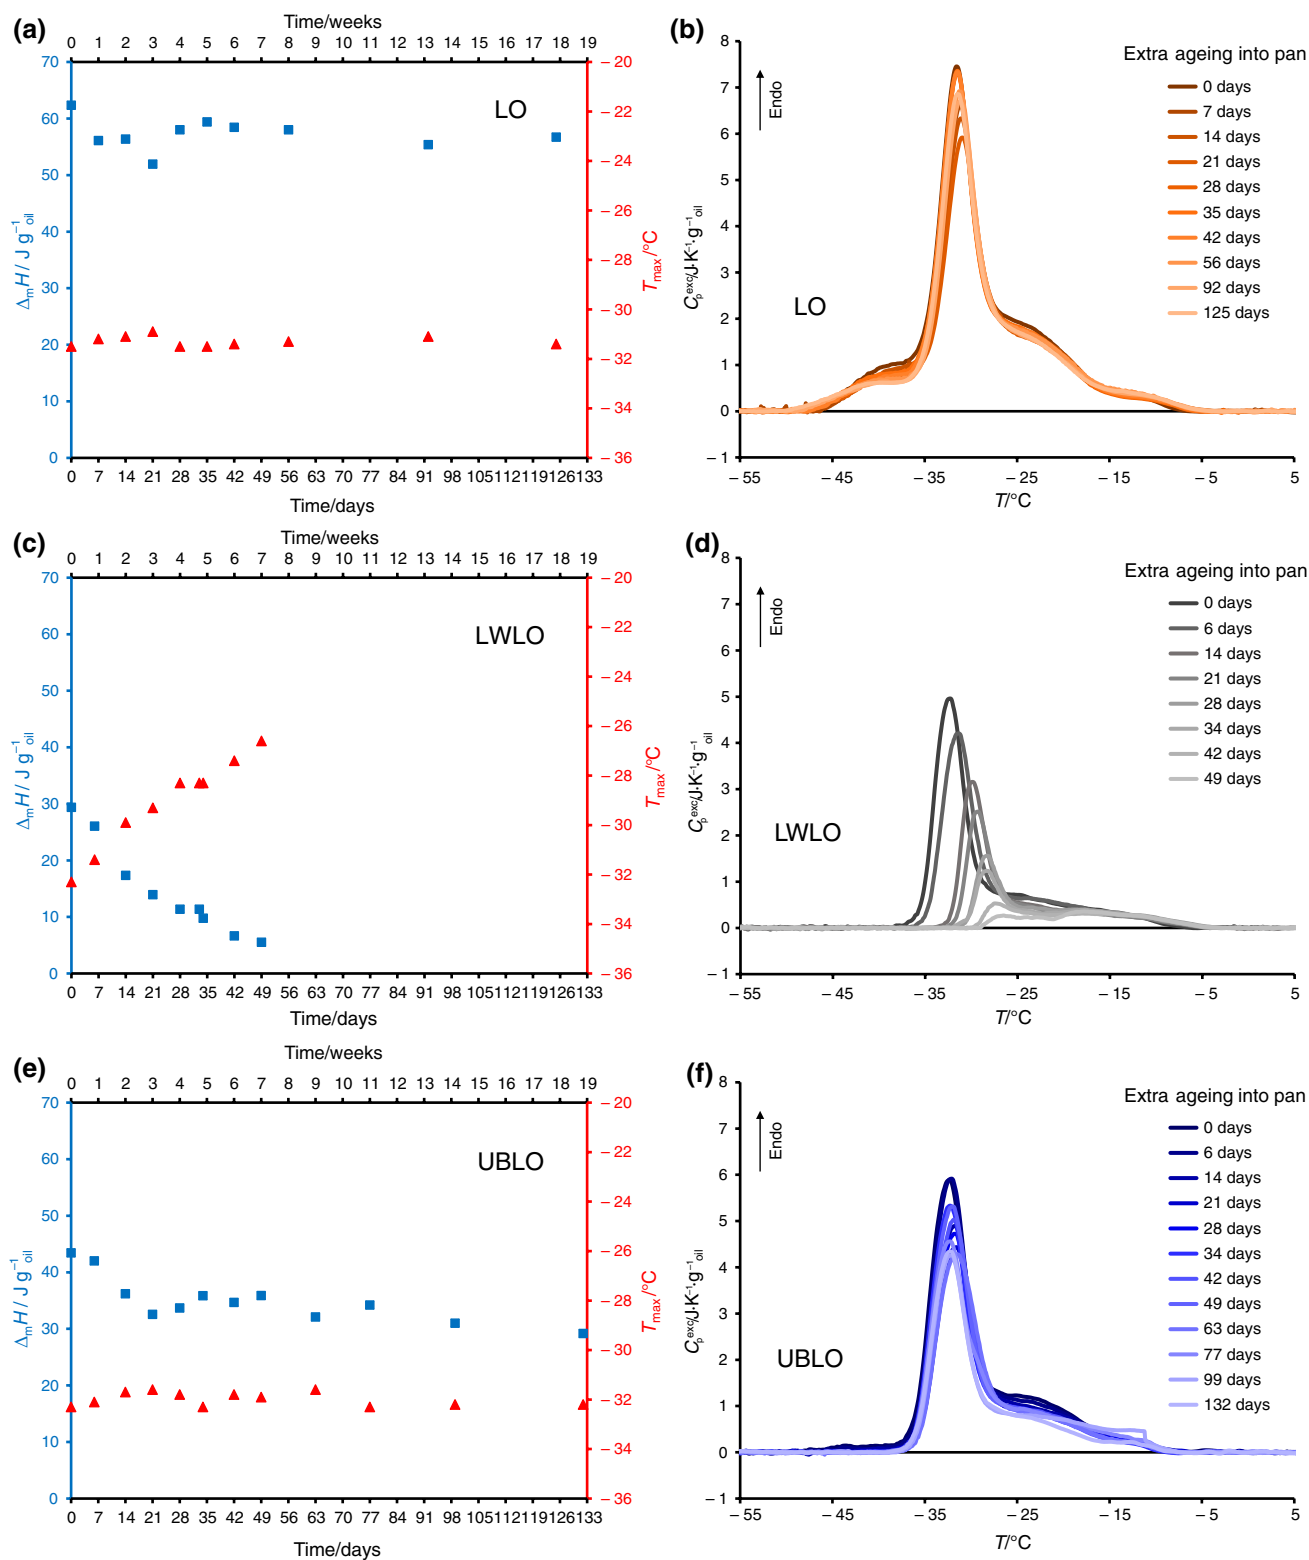 (a)
Time/weeks
0 1 2 3 4 5 6 7 8 9 10 11 12 13 14 15 16 17 18 19
70 60 50 40 30 20 10 0
ΔmH / J g⁻¹oil
LO
–20 –22 –24 –26 –28 –30 –32 –34 –36
Tmax/°C
0 7 14 21 28 35 42 49 56 63 70 77 84 91 98 105 112 119 126 133
Time/days
(b)
8 7 6 5 4 3 2 1 0 –1
Cp exc/J·K⁻¹·g⁻¹oil
Endo
LO
Extra ageing into pan
0 days
7 days
14 days
21 days
28 days
35 days
42 days
56 days
92 days
125 days
–55 –45 –35 –25 –15 –5 5
T/°C
(c)
Time/weeks
0 1 2 3 4 5 6 7 8 9 10 11 12 13 14 15 16 17 18 19
70 60 50 40 30 20 10 0
ΔmH / J g⁻¹oil
LWLO
–20 –22 –24 –26 –28 –30 –32 –34 –36
Tmax/°C
0 7 14 21 28 35 42 49 56 63 70 77 84 91 98 105 112 119 126 133
Time/days
(d)
8 7 6 5 4 3 2 1 0 –1
Cp exc/J·K⁻¹·g⁻¹oil
Endo
LWLO
Extra ageing into pan
0 days
6 days
14 days
21 days
28 days
34 days
42 days
49 days
–55 –45 –35 –25 –15 –5 5
T/°C
(e)
Time/weeks
0 1 2 3 4 5 6 7 8 9 10 11 12 13 14 15 16 17 18 19
70 60 50 40 30 20 10 0
ΔmH / J g⁻¹oil
UBLO
–20 –22 –24 –26 –28 –30 –32 –34 –36
Tmax/°C
0 7 14 21 28 35 42 49 56 63 70 77 84 91 98 105 112 119 126 133
Time/days
(f)
8 7 6 5 4 3 2 1 0 –1
Cp exc/J·K⁻¹·g⁻¹oil
Endo
UBLO
Extra ageing into pan
0 days
6 days
14 days
21 days
28 days
34 days
42 days
49 days
63 days
77 days
99 days
132 days
–55 –45 –35 –25 –15 –5 5
T/°C